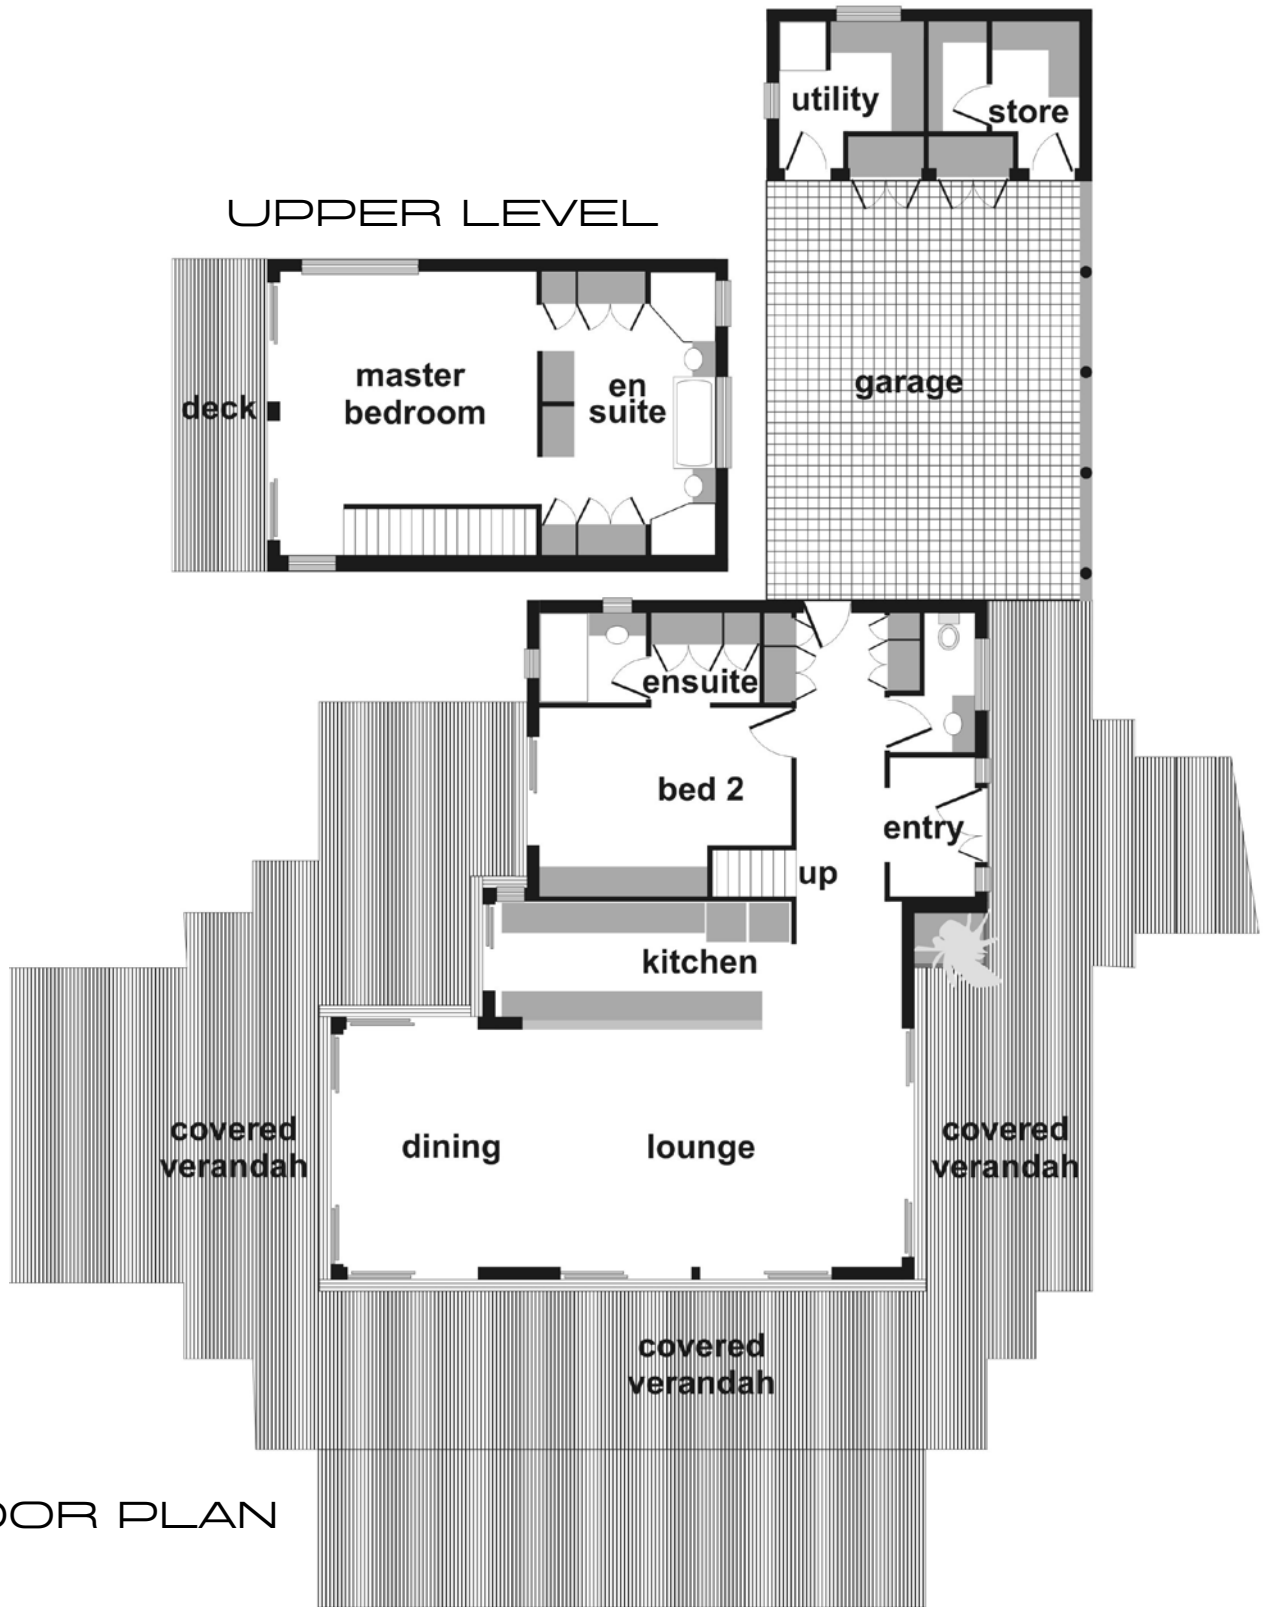 utility
store
UPPER LEVEL
master
bedroom
deck
en
suite
garage
ensuite
bed 2
entry
up
kitchen
covered
verandah
dining
lounge
covered
verandah
covered
verandah
OOR PLAN